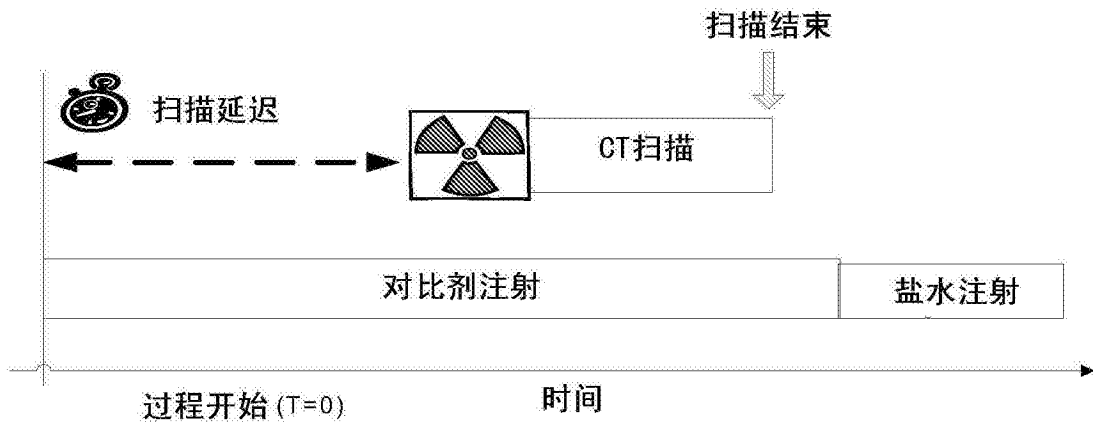 扫描结束
扫描延迟
CT扫描
对比剂注射
盐水注射
过程开始(T=0)
时间